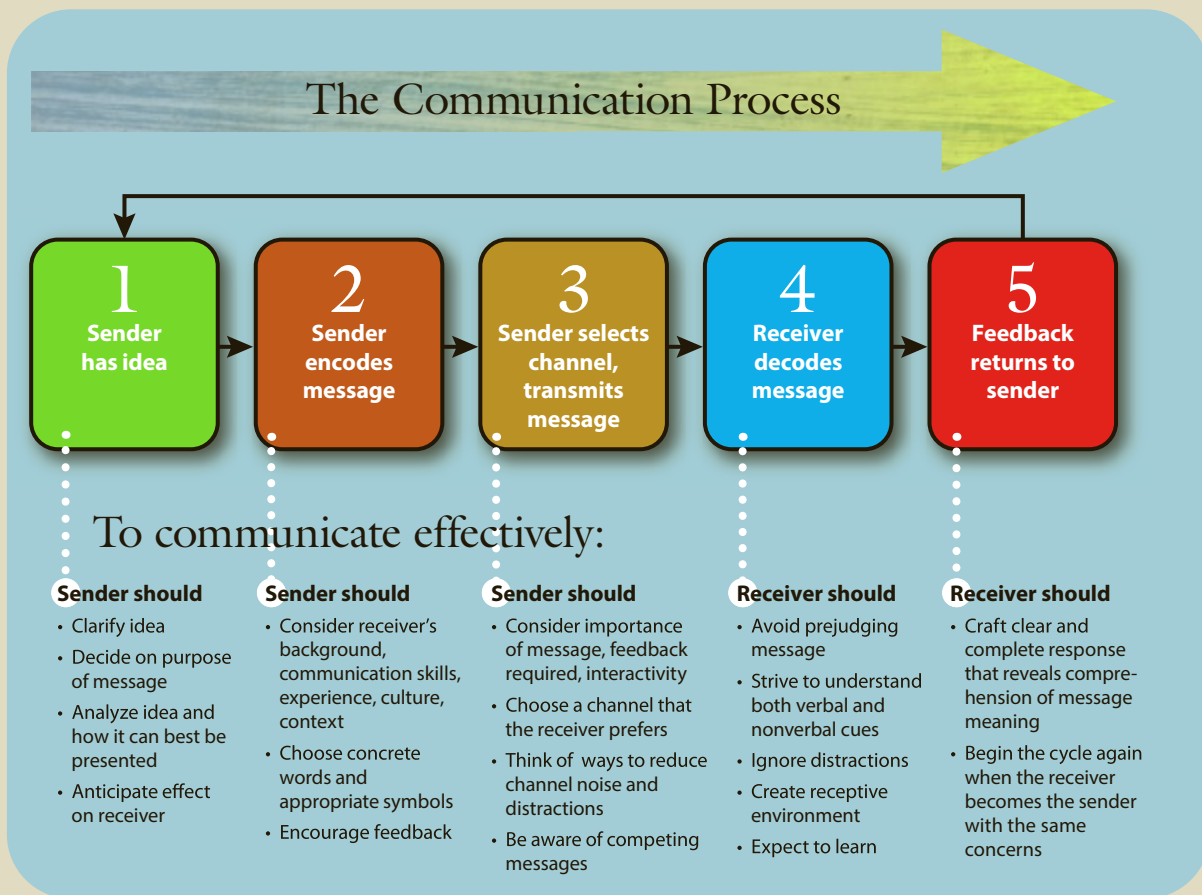 The Communication Process
1
Sender
has idea
2
Sender
encodes
message
3
Sender selects
channel,
transmits
message
4
Receiver
decodes
message
5
Feedback
returns to
sender
To communicate effectively:
Sender should
• Clarify idea
• Decide on purpose
of message
• Analyze idea and
how it can best be
presented
• Anticipate effect
on receiver
Sender should
• Consider receiver's
background,
communication skills,
experience, culture,
context
• Choose concrete
words and
appropriate symbols
• Encourage feedback
Sender should
• Consider importance
of message, feedback
required, interactivity
• Choose a channel that
the receiver prefers
• Think of ways to reduce
channel noise and
distractions
• Be aware of competing
messages
Receiver should
• Avoid prejudging
message
• Strive to understand
both verbal and
nonverbal cues
• Ignore distractions
• Create receptive
environment
• Expect to learn
Receiver should
• Craft clear and
complete response
that reveals compre-
hension of message
meaning
• Begin the cycle again
when the receiver
becomes the sender
with the same
concerns